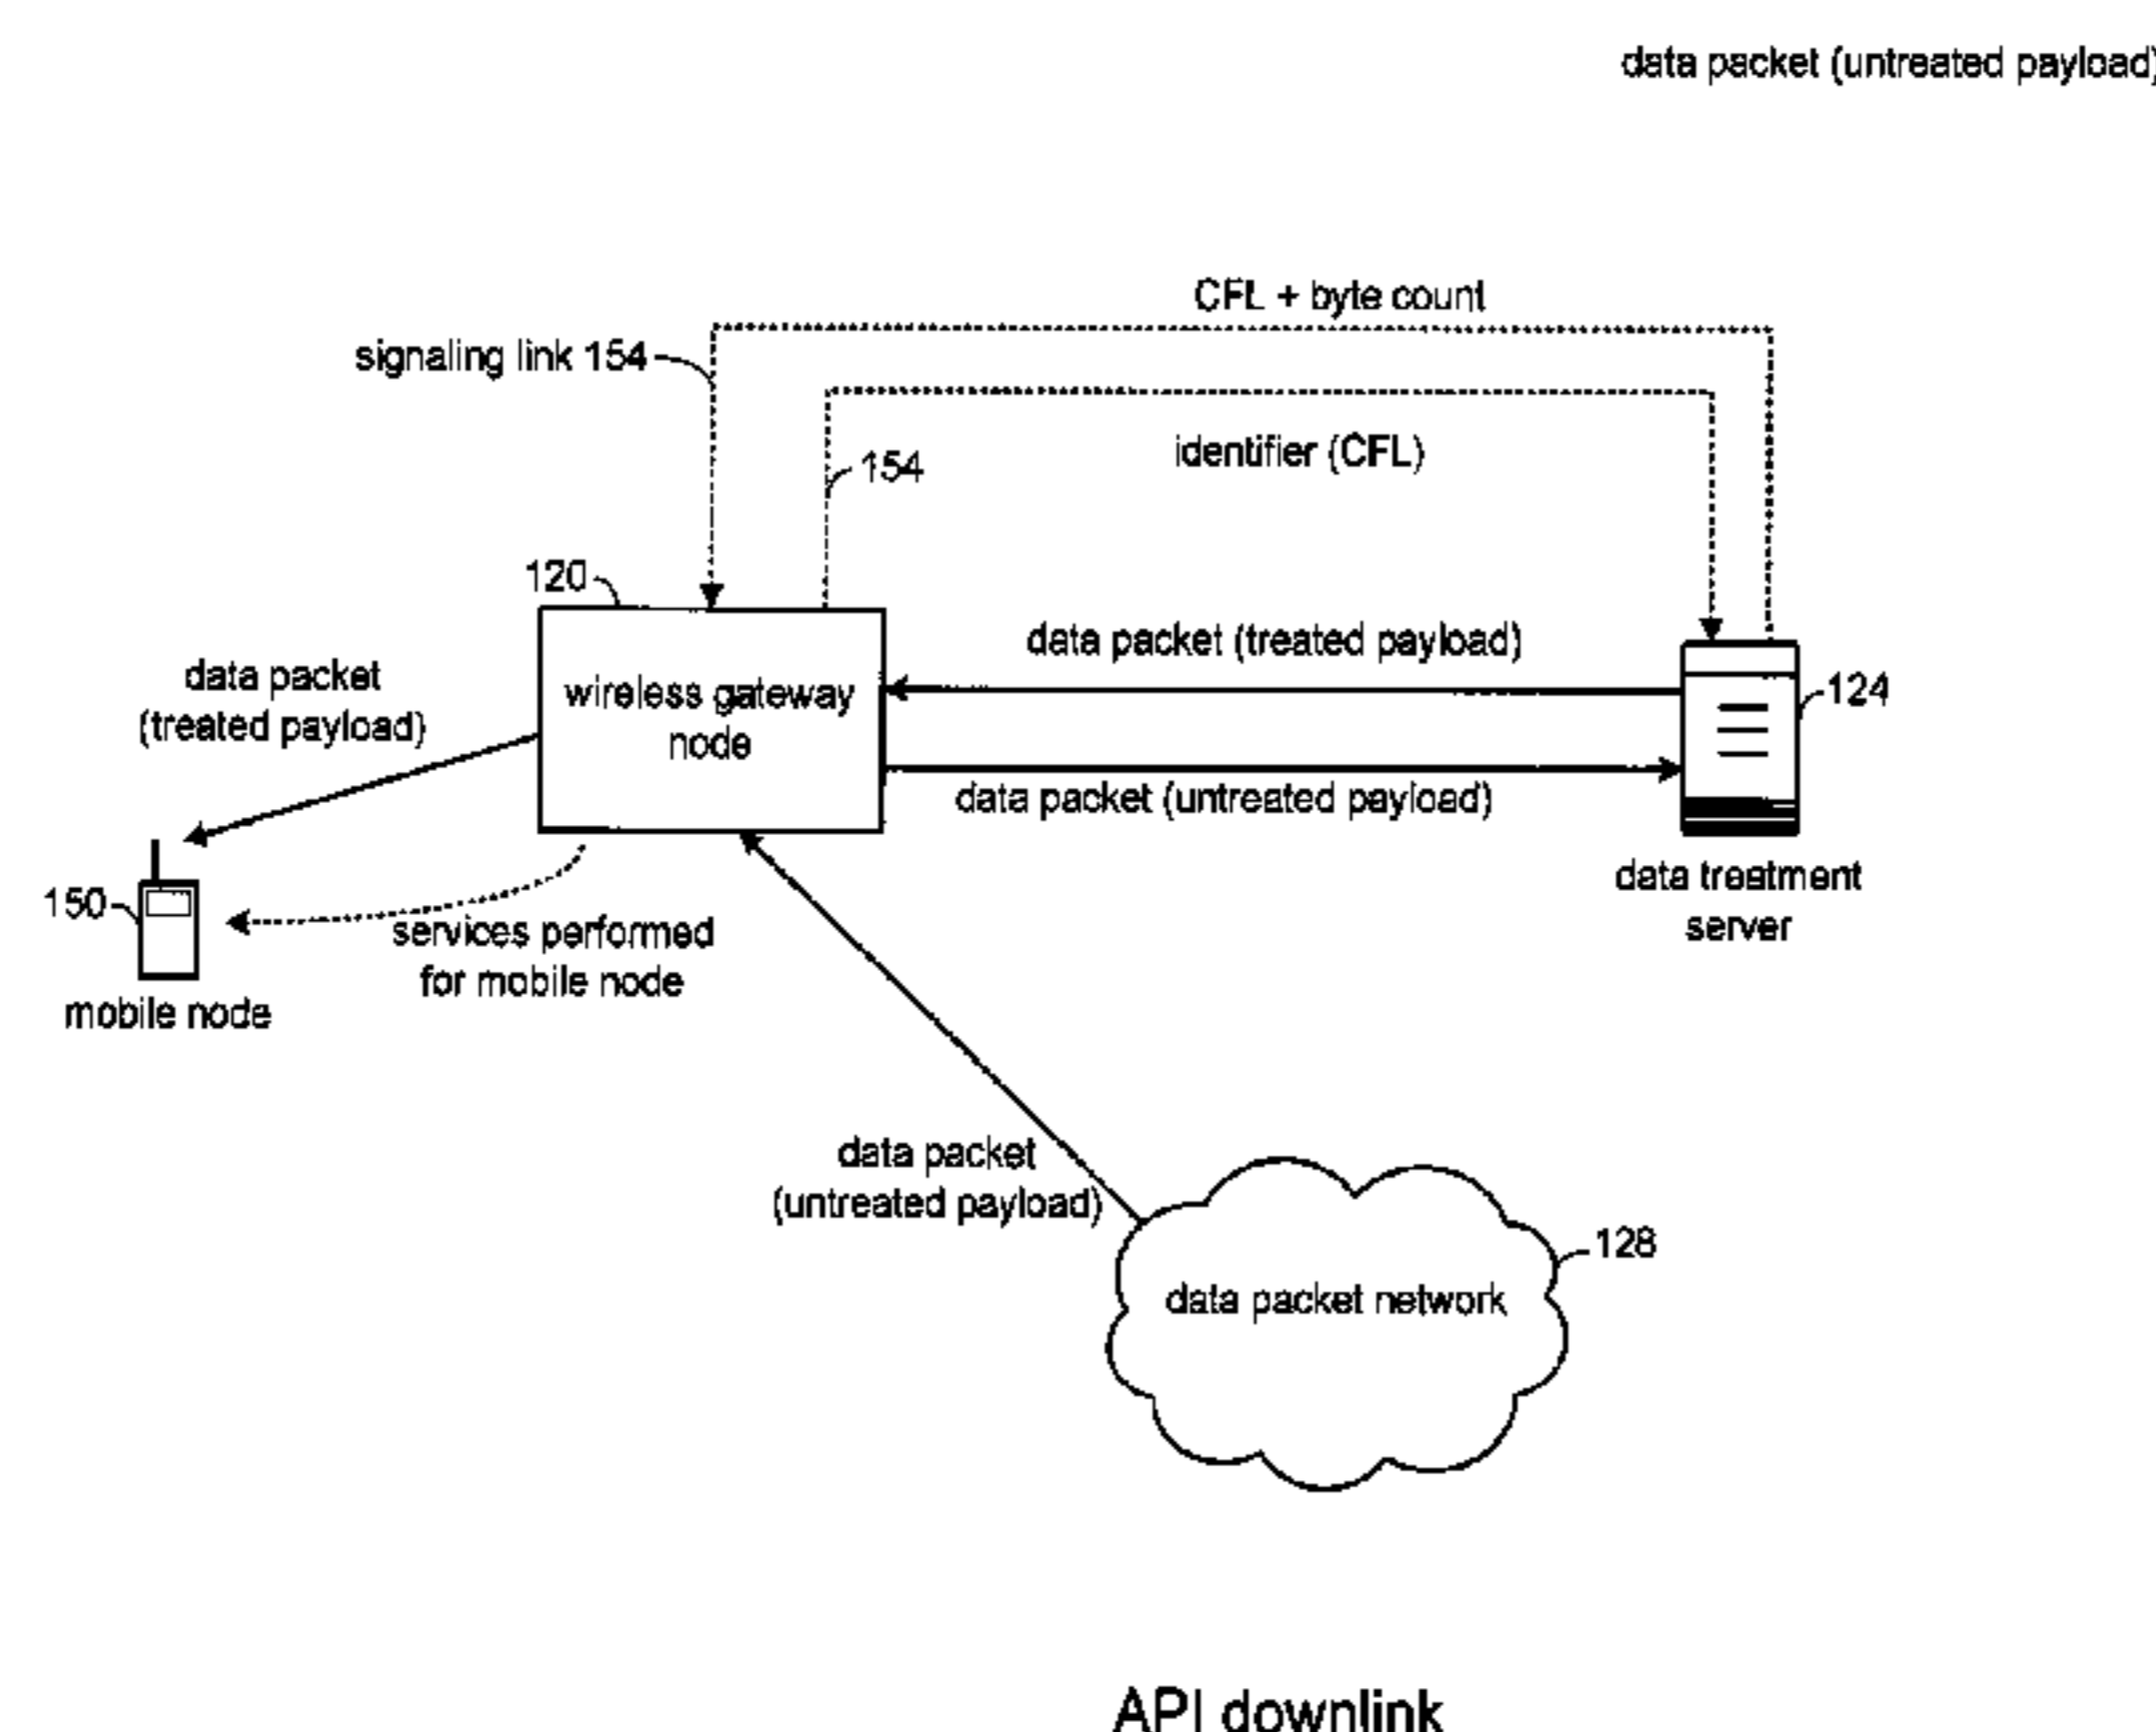 data packet (untreated payload)
CFL + byte count
signaling link 154
identifier (CFL)
154
120
data packet (treated payload)
data packet
(treated payload)
wireless gateway
node
124
data packet (untreated payload)
data treatment
server
150
services performed
for mobile node
mobile node
data packet
(untreated payload)
128
data packet network
API downlink